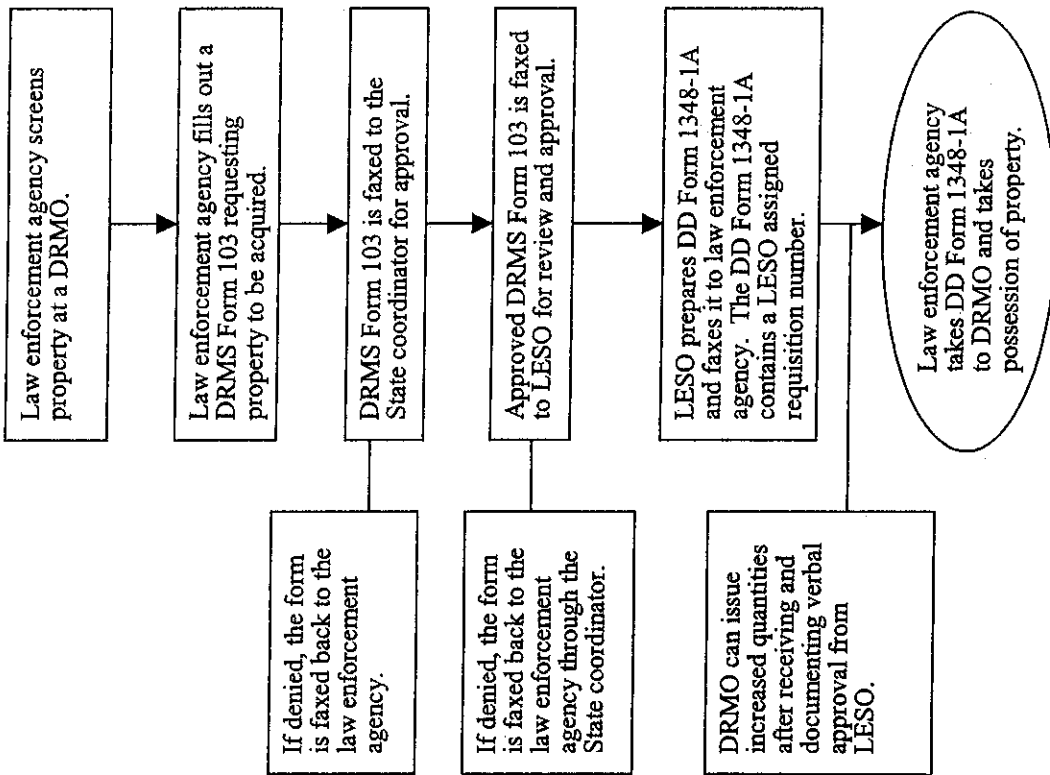 Law enforcement agency screens
property at a DRMO.
Law enforcement agency fills out a
DRMS Form 103 requesting
property to be acquired.
DRMS Form 103 is faxed to the
State coordinator for approval.
If denied, the form
is faxed back to the
law enforcement
agency.
Approved DRMS Form 103 is faxed
to LESO for review and approval.
If denied, the form
is faxed back to the
law enforcement
agency through the
State coordinator.
LESO prepares DD Form 1348-1A
and faxes it to law enforcement
agency. The DD Form 1348-1A
contains a LESO assigned
requisition number.
DRMO can issue
increased quantities
after receiving and
documenting verbal
approval from
LESO.
Law enforcement agency
takes DD Form 1348-1A
to DRMO and takes
possession of property.